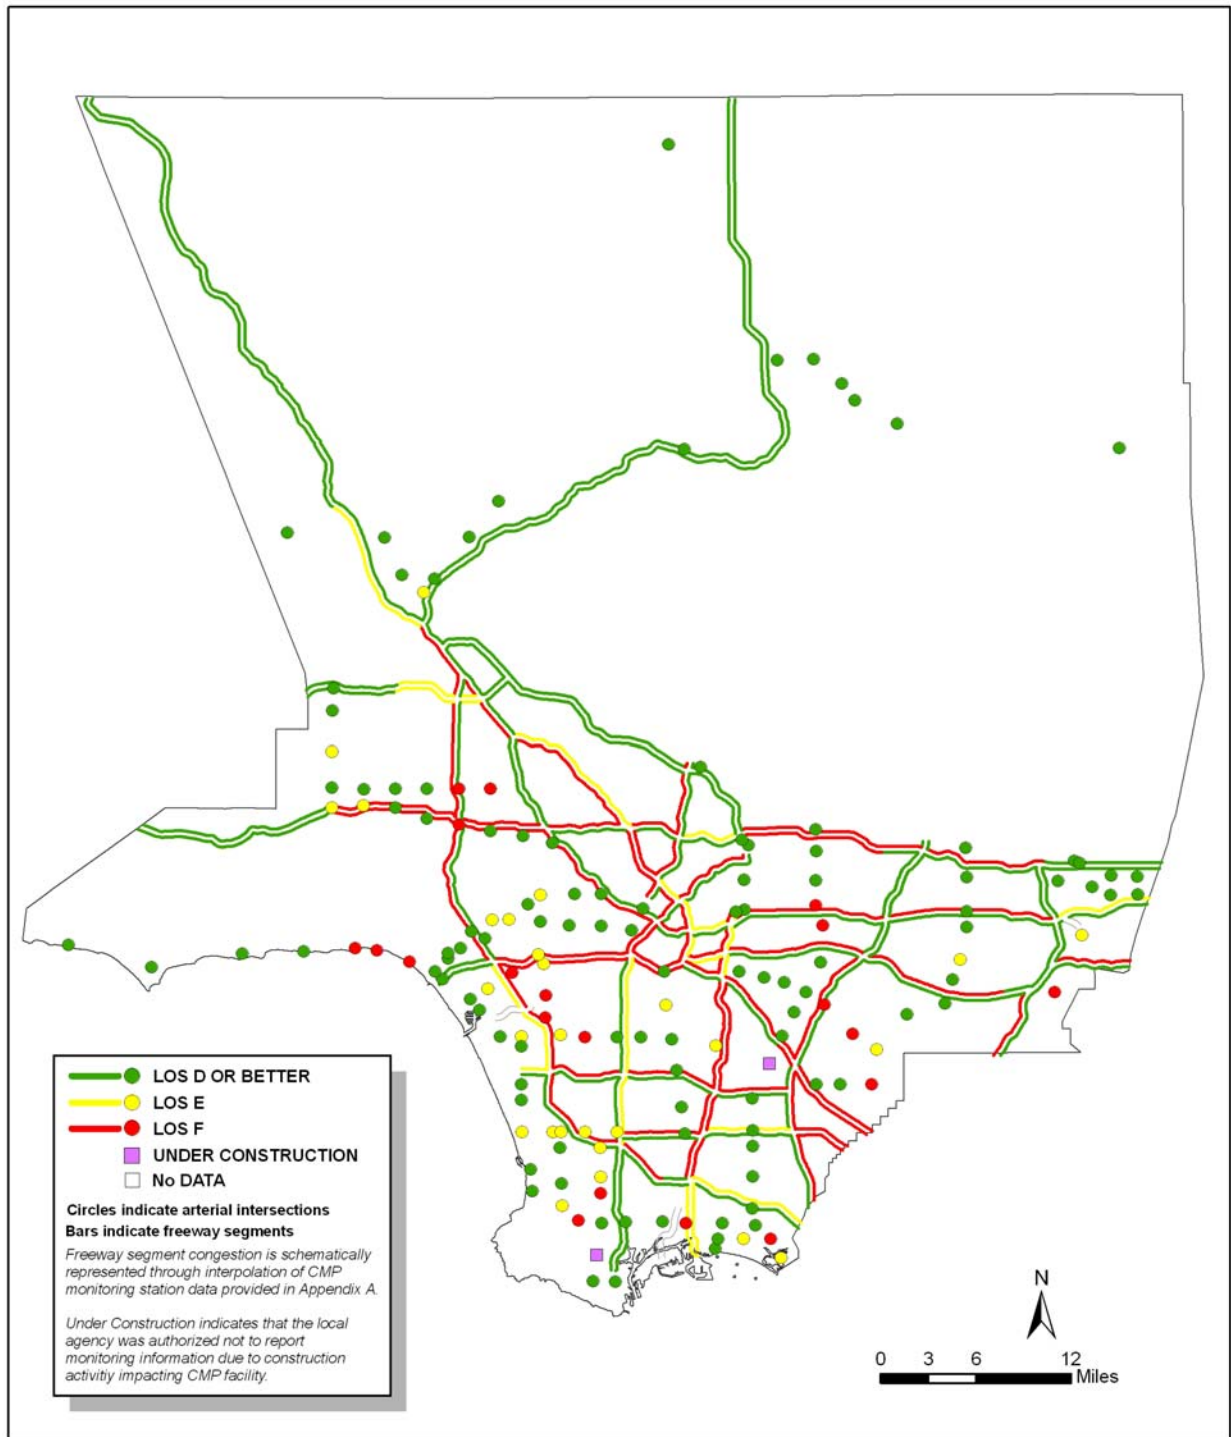 LOS D OR BETTER
LOS E
LOS F
UNDER CONSTRUCTION
No DATA
Circles indicate arterial intersections
Bars indicate freeway segments
Freeway segment congestion is schematically
represented through interpolation of CMP
monitoring station data provided in Appendix A.
Under Construction indicates that the local
agency was authorized not to report
monitoring information due to construction
activitiy impacting CMP facility.
N
0 3 6 12
Miles